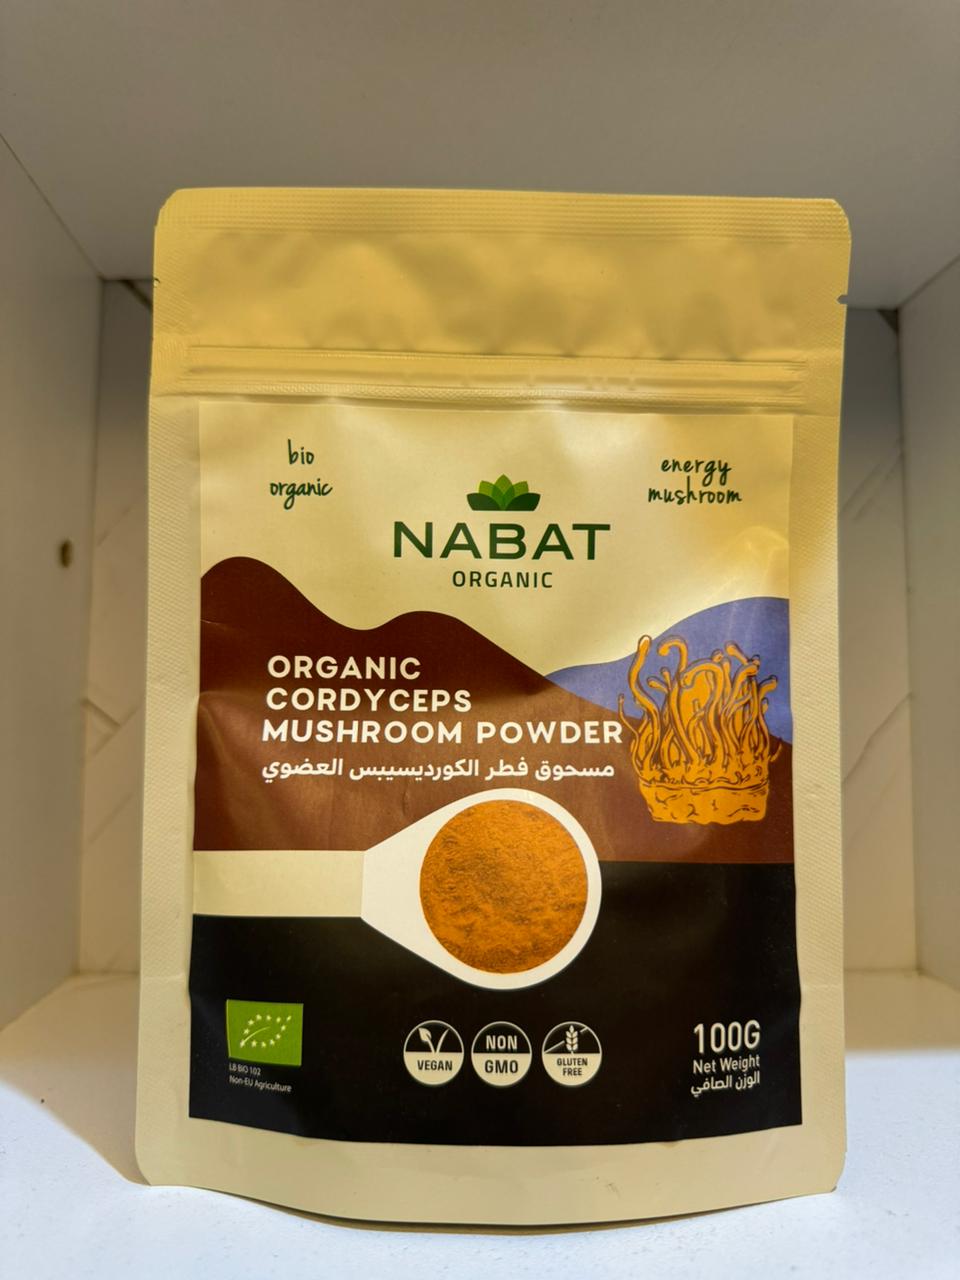 bio
organic
energy
mushroom
NABAT
ORGANIC
ORGANIC
CORDYCEPS
MUSHROOM POWDER
مسحوق فطر الكورديسيبس العضوي
LB BIO 102
Non-EU Agriculture
VEGAN
NON
GMO
GLUTEN
FREE
100G
Net Weight
الوزن الصافي